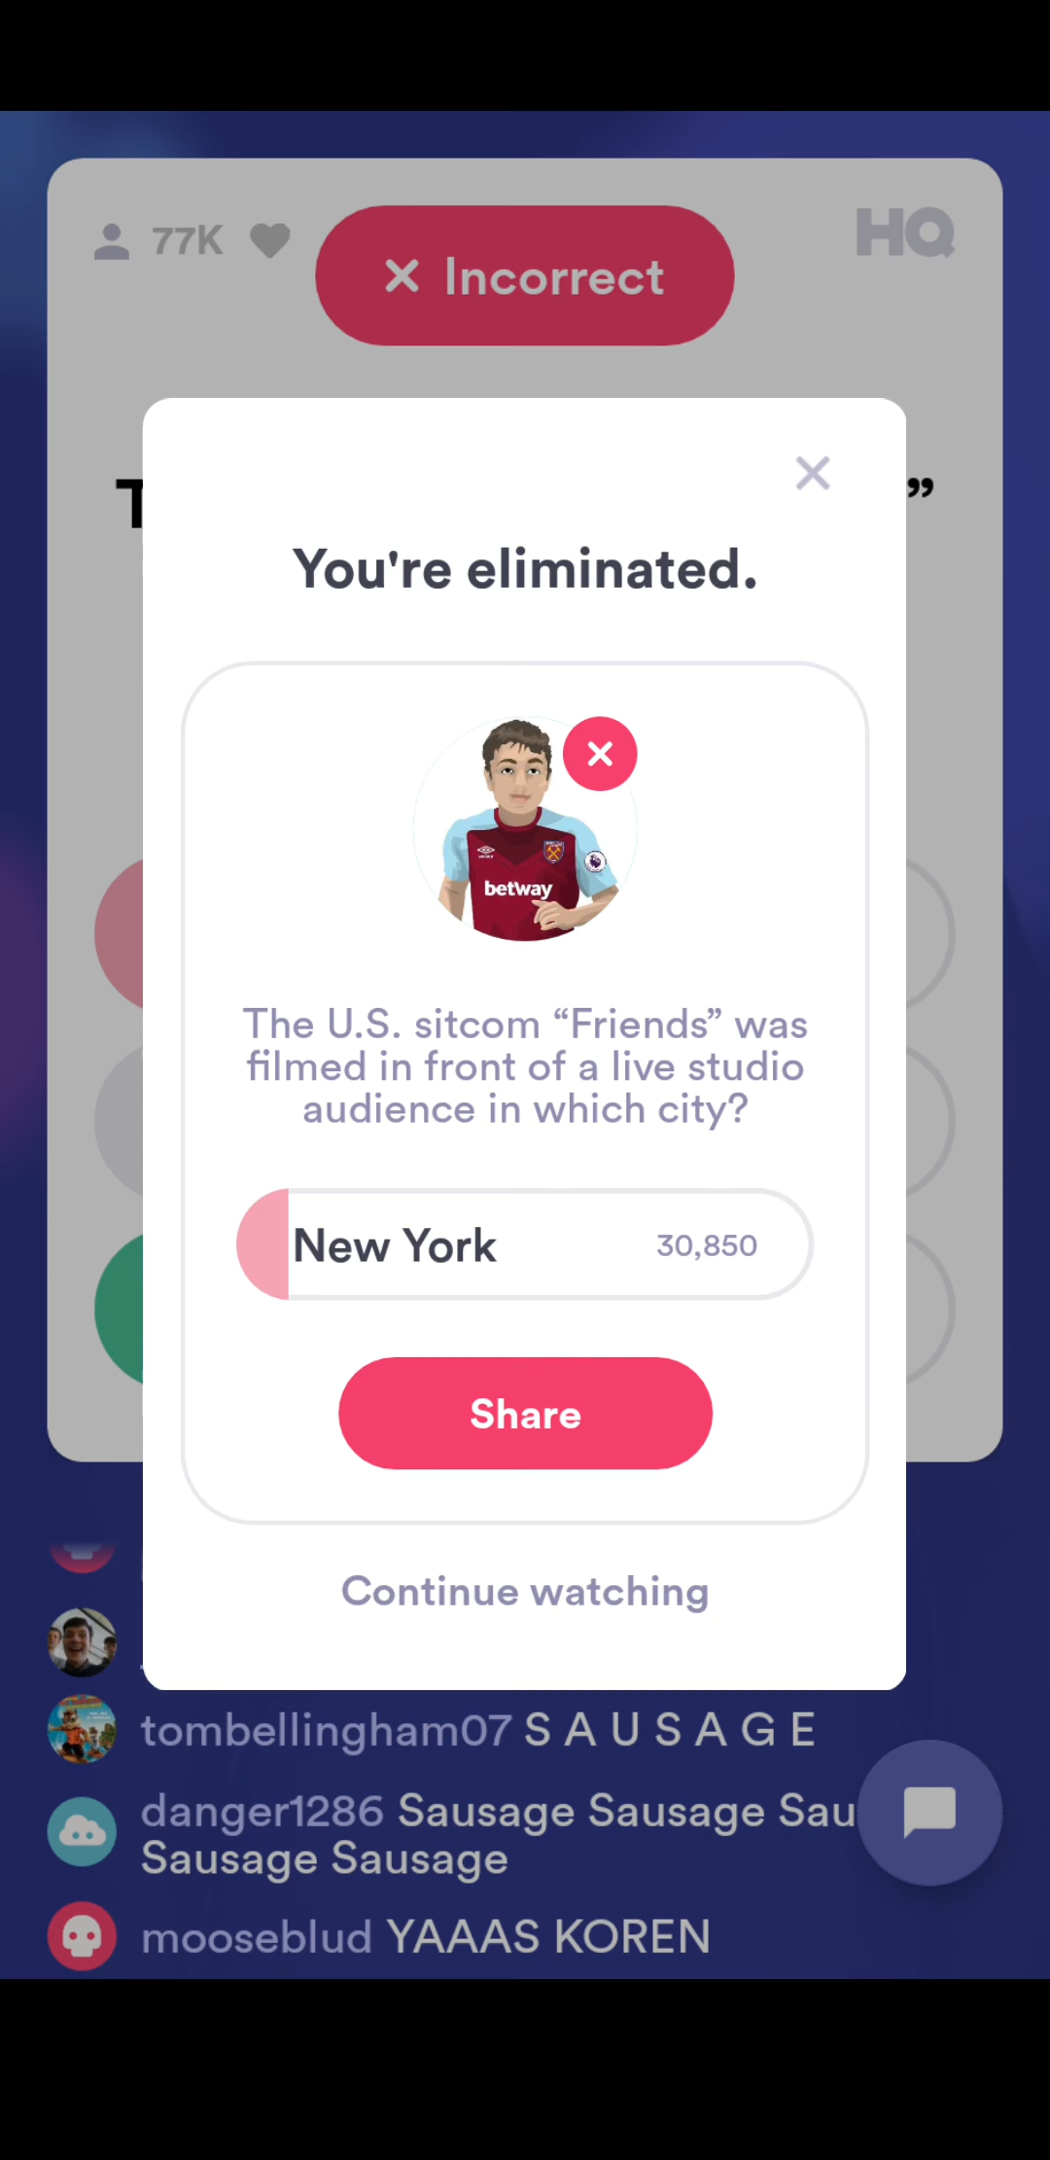 77K
HQ
Incorrect
T ”
You're eliminated.
betway
The U.S. sitcom “Friends” was
filmed in front of a live studio
audience in which city?
New York 30,850
Share
Continue watching
tombellingham07 S A U S A G E
danger1286 Sausage Sausage Sau
Sausage Sausage
mooseblud YAAAS KOREN